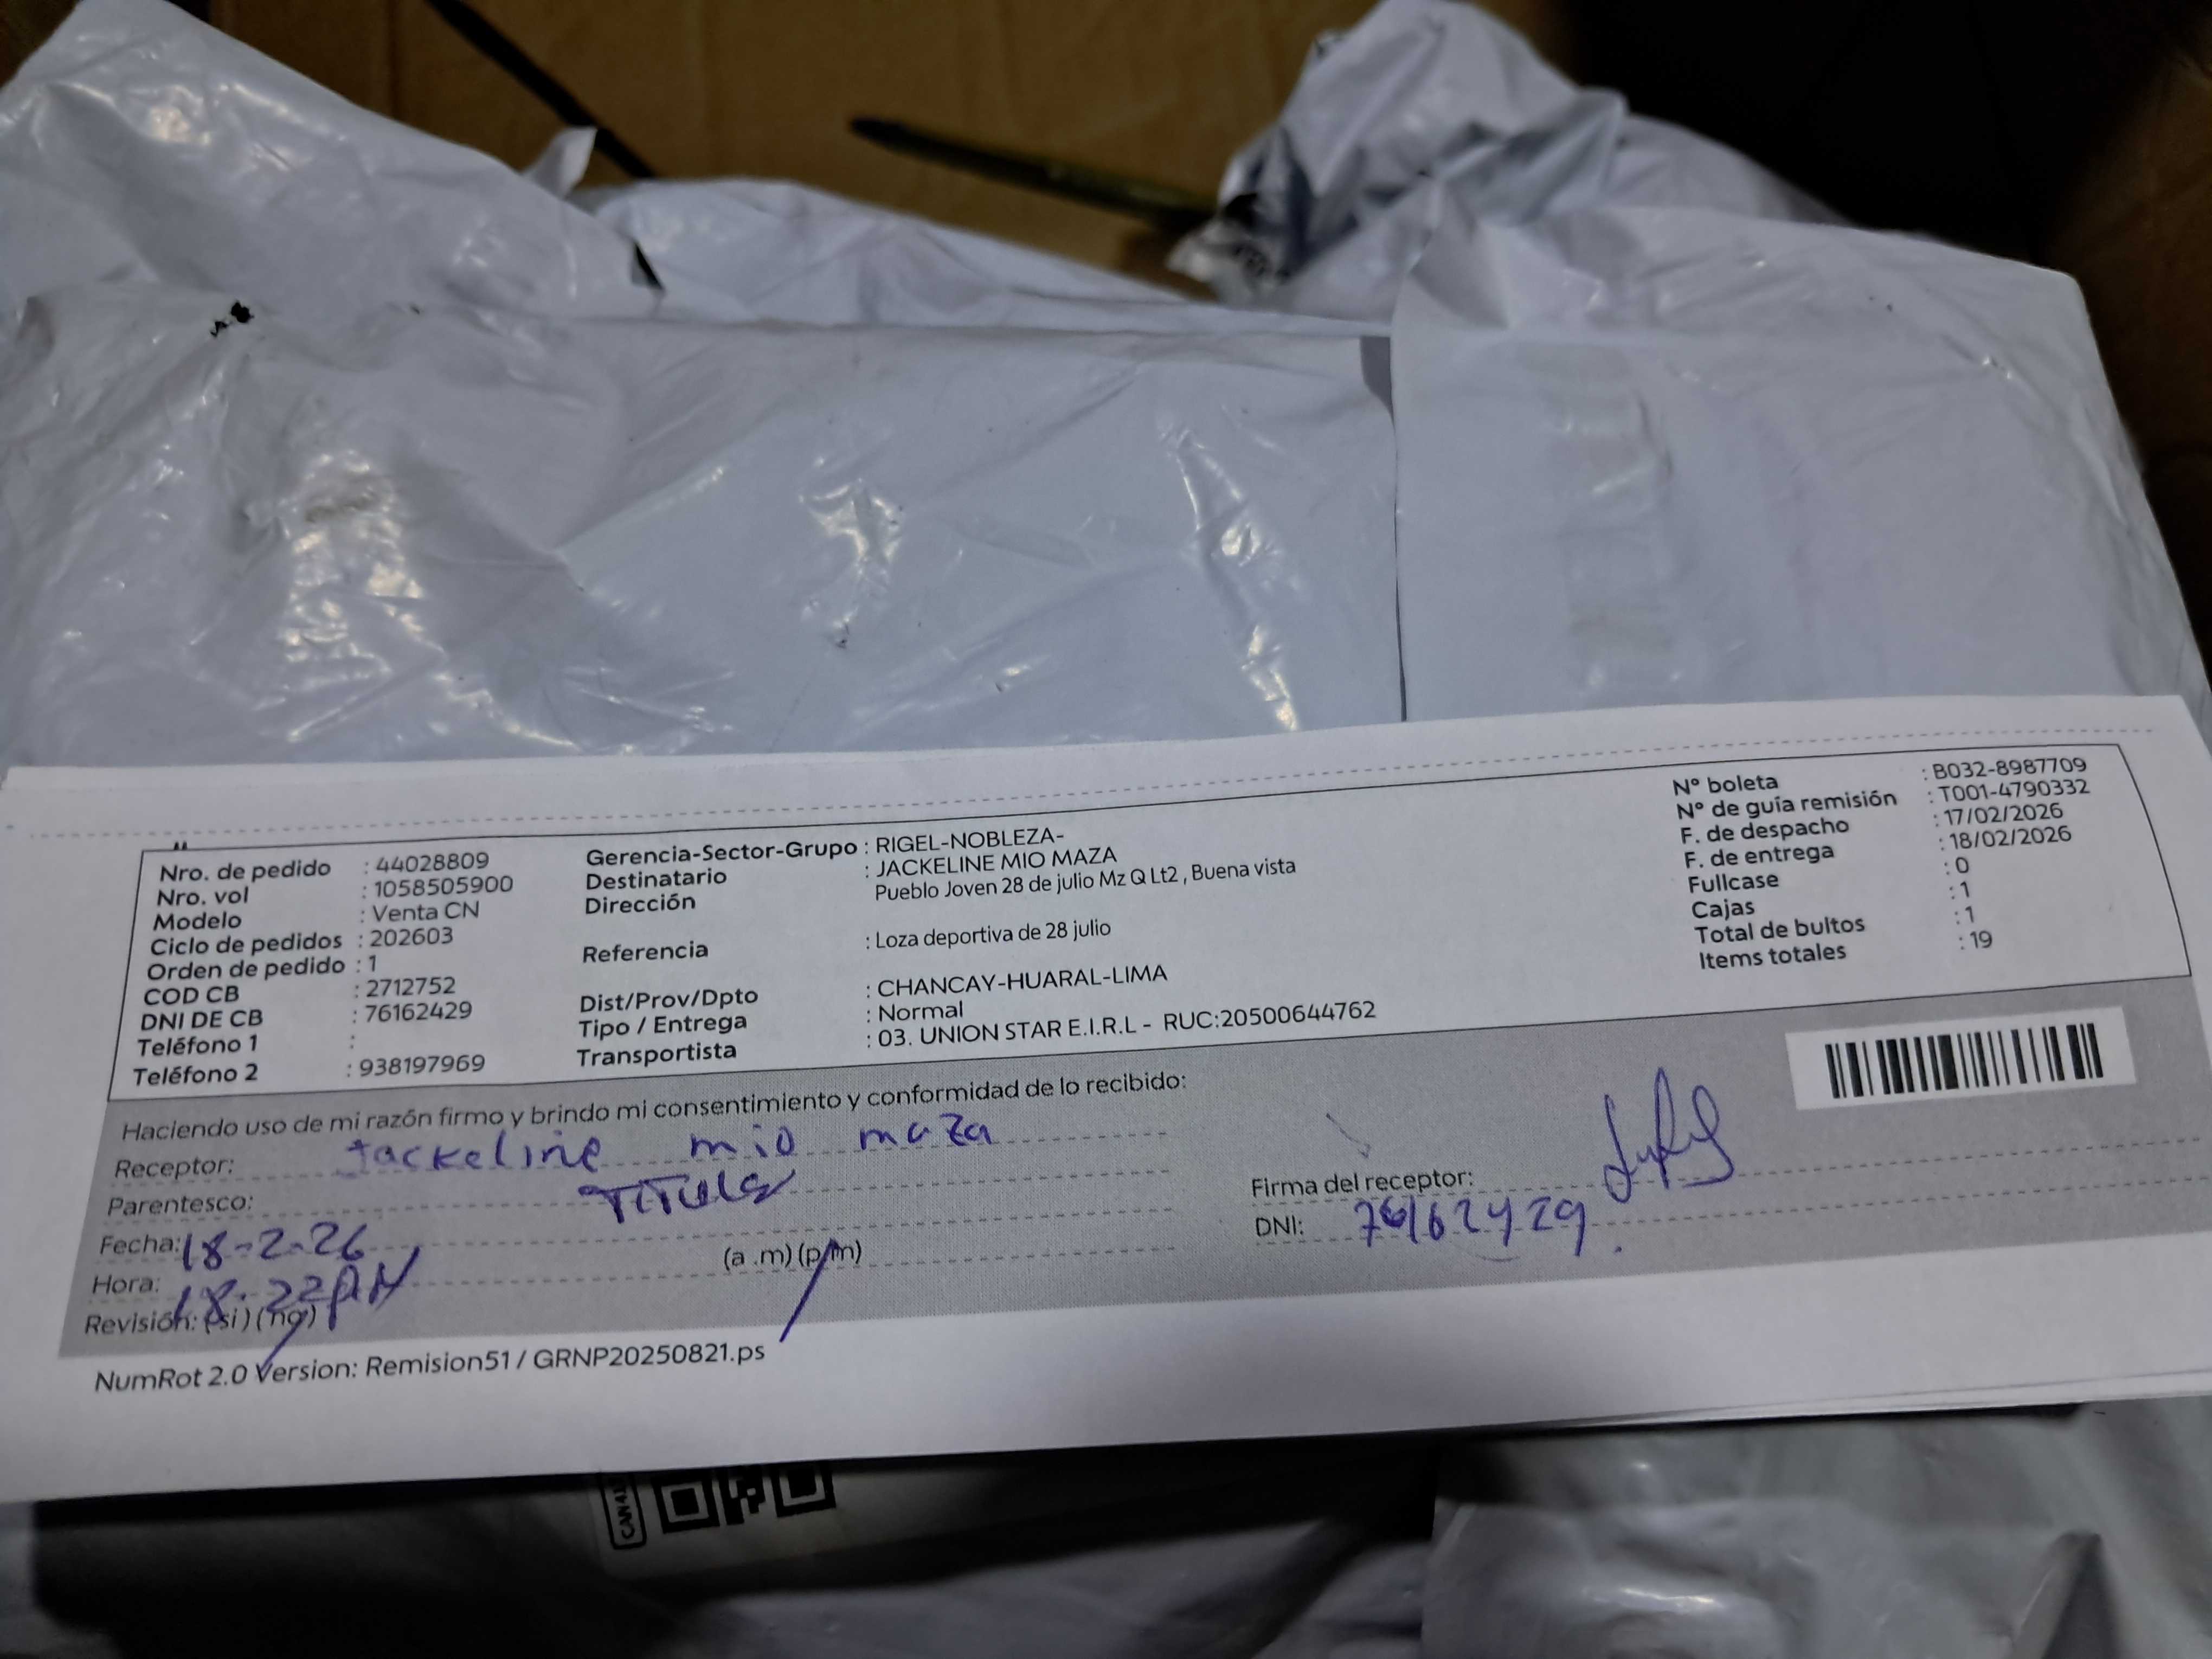 Nro. de pedido : 44028809
Nro. vol : 1058505900
Modelo : Venta CN
Ciclo de pedidos : 202603
Orden de pedido : 1
COD CB : 2712752
DNI DE CB : 76162429
Teléfono 1 :
Teléfono 2 : 938197969
Gerencia-Sector-Grupo : RIGEL-NOBLEZA-
Destinatario : JACKELINE MIO MAZA
Dirección Pueblo Joven 28 de julio Mz Q Lt2 , Buena vista
Referencia : Loza deportiva de 28 julio
Dist/Prov/Dpto : CHANCAY-HUARAL-LIMA
Tipo / Entrega : Normal
Transportista : 03. UNION STAR E.I.R.L - RUC:20500644762
N° boleta : B032-8987709
N° de guía remisión : T001-4790332
F. de despacho : 17/02/2026
F. de entrega : 18/02/2026
Fullcase : 0
Cajas : 1
Total de bultos : 1
Items totales : 19
Haciendo uso de mi razón firmo y brindo mi consentimiento y conformidad de lo recibido:
Receptor: Jackeline mio maza
Parentesco: TITULAR
Fecha: 18-2-26
Hora: 18:22 PM (a .m) (p.m)
Revisión: (si) (no)
Firma del receptor:
DNI: 76162429.
NumRot 2.0 Version: Remision51 / GRNP20250821.ps